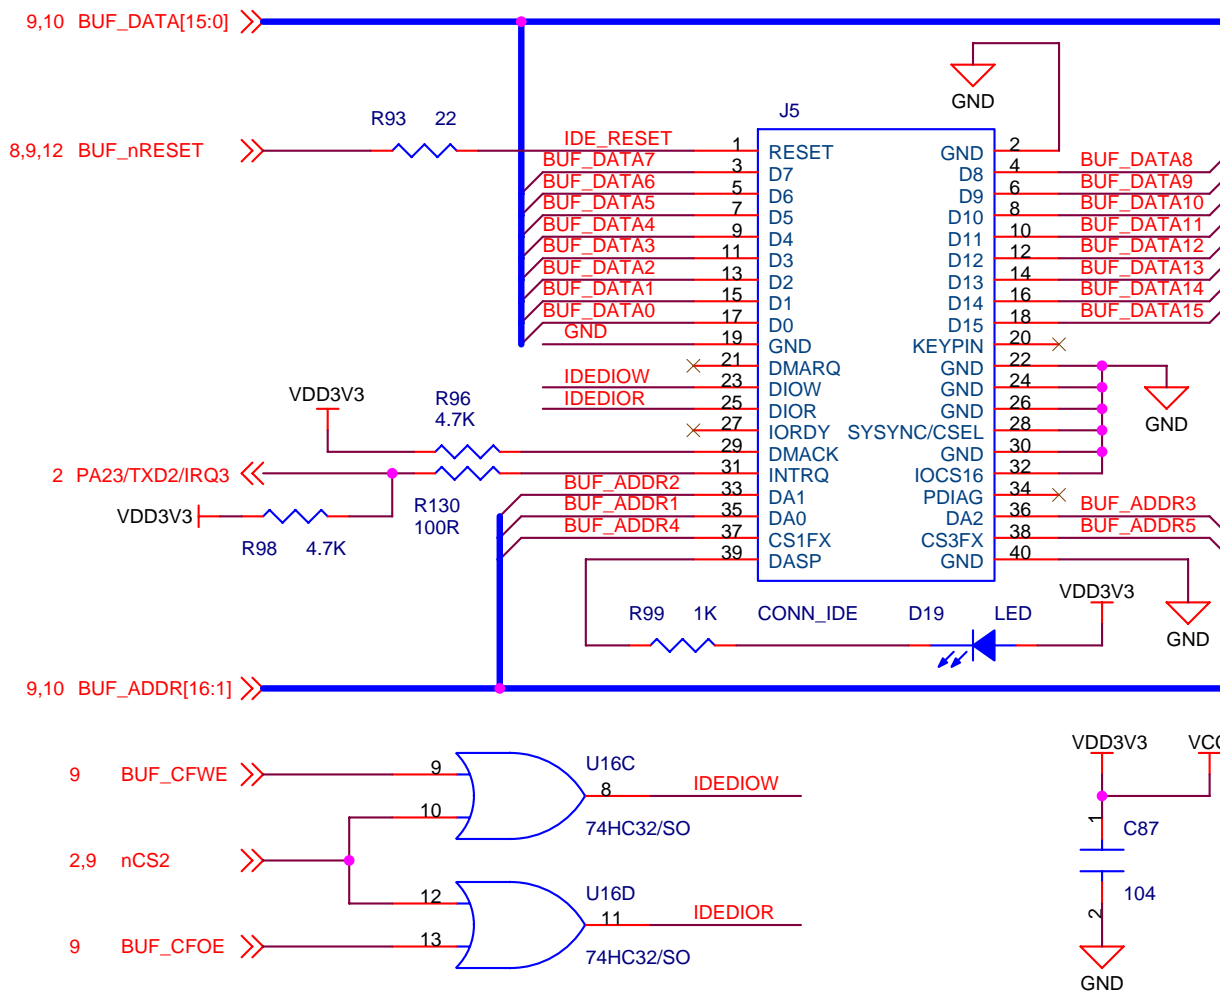 9,10 BUF_DATA[15:0]
GND
J5
R93 22
8,9,12 BUF_nRESET
IDE_RESET 1 RESET GND 2
BUF_DATA7 3 D7 D8 4 BUF_DATA8
BUF_DATA6 5 D6 D9 6 BUF_DATA9
BUF_DATA5 7 D5 D10 8 BUF_DATA10
BUF_DATA4 9 D4 D11 10 BUF_DATA11
BUF_DATA3 11 D3 D12 12 BUF_DATA12
BUF_DATA2 13 D2 D13 14 BUF_DATA13
BUF_DATA1 15 D1 D14 16 BUF_DATA14
BUF_DATA0 17 D0 D15 18 BUF_DATA15
GND 19 GND KEYPIN 20
21 DMARQ GND 22
IDEDIOW 23 DIOW GND 24
IDEDIOR 25 DIOR GND 26
27 IORDY SYSYNC/CSEL 28
29 DMACK GND 30
31 INTRQ IOCS16 32
BUF_ADDR2 33 DA1 PDIAG 34
BUF_ADDR1 35 DA0 DA2 36 BUF_ADDR3
BUF_ADDR4 37 CS1FX CS3FX 38 BUF_ADDR5
39 DASP GND 40
GND
VDD3V3
R96
4.7K
2 PA23/TXD2/IRQ3
R130
100R
VDD3V3
R98 4.7K
R99 1K CONN_IDE D19 LED
VDD3V3
GND
9,10 BUF_ADDR[16:1]
9 BUF_CFWE
9
10
U16C
8
IDEDIOW
74HC32/SO
2,9 nCS2
12
13
U16D
11
IDEDIOR
74HC32/SO
9 BUF_CFOE
VDD3V3
1
C87
104
2
GND